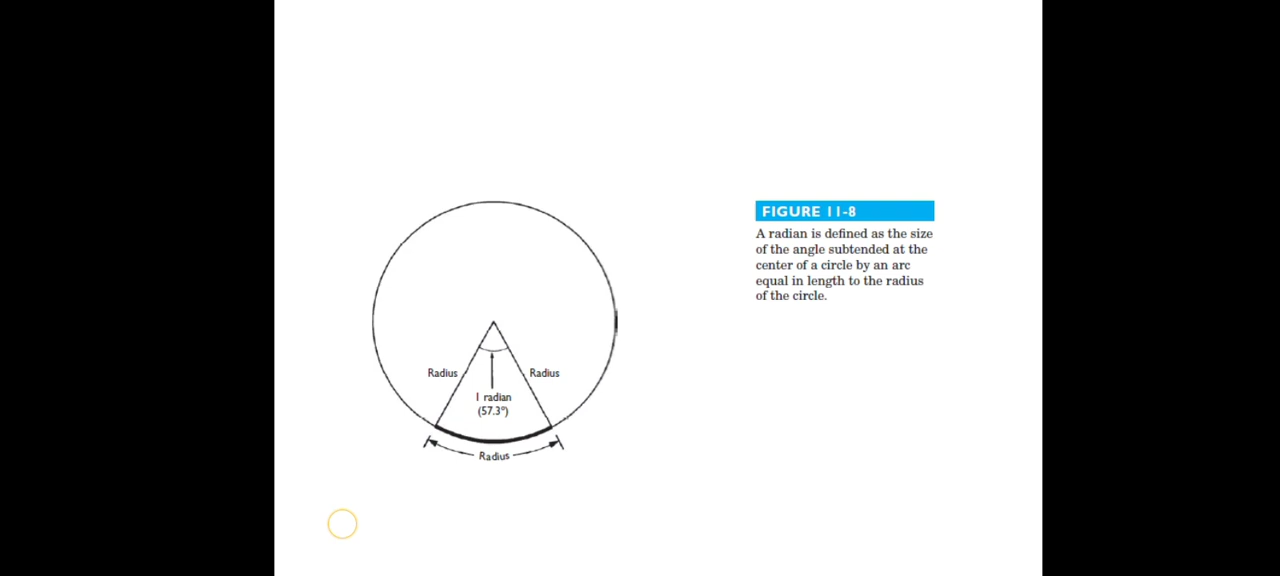 FIGURE 11-8
A radian is defined as the size
of the angle subtended at the
center of a circle by an arc
equal in length to the radius
of the circle.
Radius
Radius
1 radian
(57.3°)
Radius